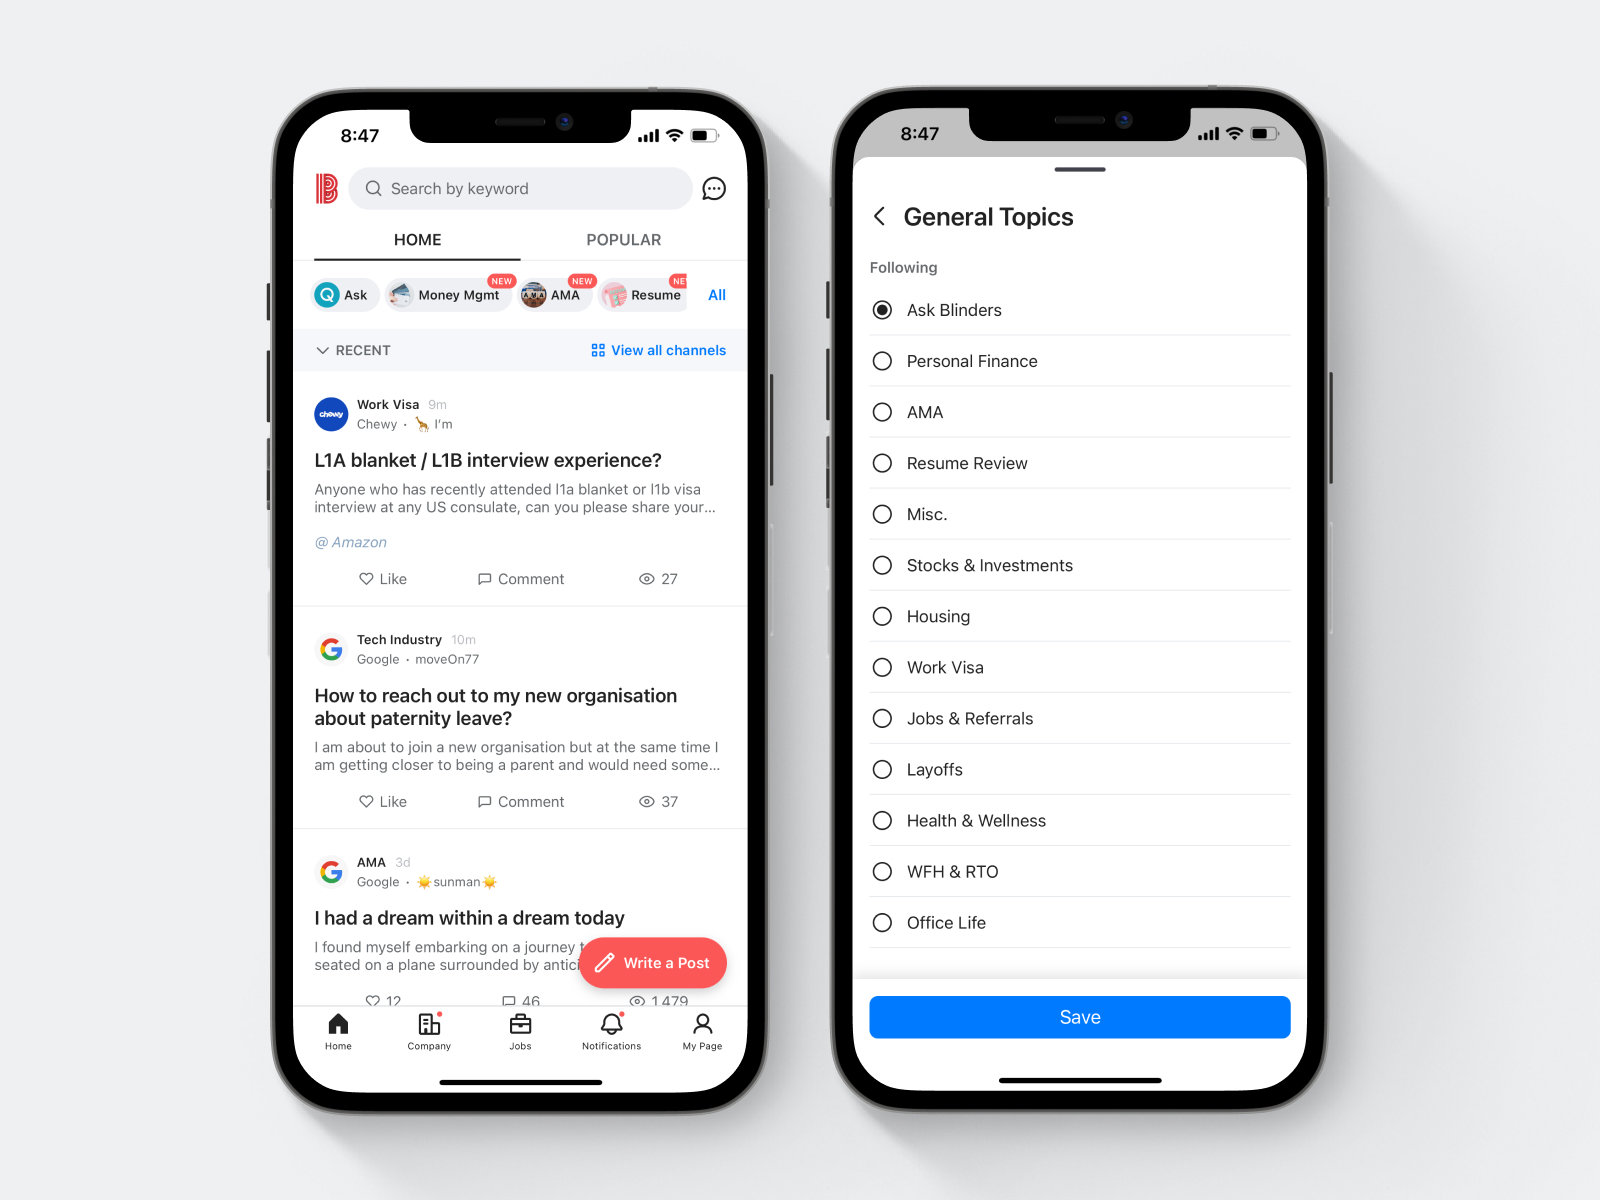 8:47
Search by keyword
HOME POPULAR
NEW NEW NE
Ask Money Mgmt AMA Resume All
RECENT View all channels
chewy Work Visa 9m
Chewy · 🦒 I'm
L1A blanket / L1B interview experience?
Anyone who has recently attended l1a blanket or l1b visa
interview at any US consulate, can you please share your...
@ Amazon
Like Comment 27
Tech Industry 10m
Google · moveOn77
How to reach out to my new organisation
about paternity leave?
I am about to join a new organisation but at the same time I
am getting closer to being a parent and would need some...
Like Comment 37
AMA 3d
Google · ☀️sunman☀️
I had a dream within a dream today
I found myself embarking on a journey t
seated on a plane surrounded by antici
Write a Post
12 46 1,479
Home Company Jobs Notifications My Page
8:47
General Topics
Following
Ask Blinders
Personal Finance
AMA
Resume Review
Misc.
Stocks & Investments
Housing
Work Visa
Jobs & Referrals
Layoffs
Health & Wellness
WFH & RTO
Office Life
Save